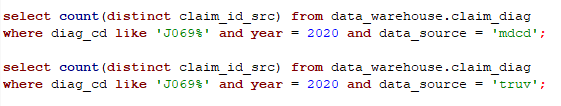 select count(distinct claim_id_src) from data_warehouse.claim_diag
where diag_cd like 'J069%' and year = 2020 and data_source = 'mdcd';
select count(distinct claim_id_src) from data_warehouse.claim_diag
where diag_cd like 'J069%' and year = 2020 and data_source = 'truv';